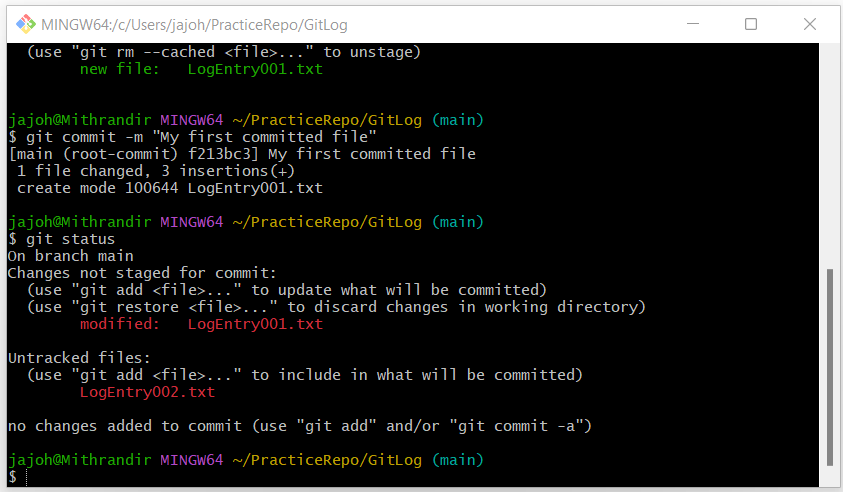 MINGW64:/c/Users/jajoh/PracticeRepo/GitLog
(use "git rm --cached <file>..." to unstage)
new file:   LogEntry001.txt
jajoh@Mithrandir MINGW64 ~/PracticeRepo/GitLog (main)
$ git commit -m "My first committed file"
[main (root-commit) f213bc3] My first committed file
1 file changed, 3 insertions(+)
create mode 100644 LogEntry001.txt
jajoh@Mithrandir MINGW64 ~/PracticeRepo/GitLog (main)
$ git status
On branch main
Changes not staged for commit:
(use "git add <file>..." to update what will be committed)
(use "git restore <file>..." to discard changes in working directory)
modified:   LogEntry001.txt
Untracked files:
(use "git add <file>..." to include in what will be committed)
LogEntry002.txt
no changes added to commit (use "git add" and/or "git commit -a")
jajoh@Mithrandir MINGW64 ~/PracticeRepo/GitLog (main)
$